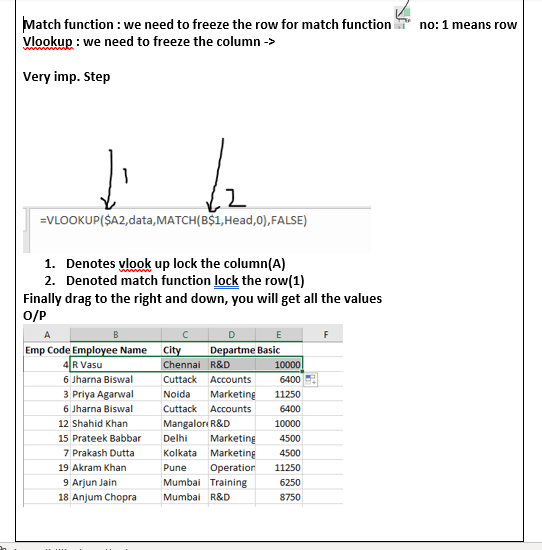 Match function : we need to freeze the row for match function no: 1 means row
Vlookup : we need to freeze the column ->
Very imp. Step
1
2
=VLOOKUP($A2,data,MATCH(B$1,Head,0),FALSE)
1. Denotes vlook up lock the column(A)
2. Denoted match function lock the row(1)
Finally drag to the right and down, you will get all the values
O/P
A B C D E F
Emp Code Employee Name City Departme Basic
4 R Vasu Chennai R&D 10000
6 Jharna Biswal Cuttack Accounts 6400
3 Priya Agarwal Noida Marketing 11250
6 Jharna Biswal Cuttack Accounts 6400
12 Shahid Khan Mangalore R&D 10000
15 Prateek Babbar Delhi Marketing 4500
7 Prakash Dutta Kolkata Marketing 4500
19 Akram Khan Pune Operation 11250
9 Arjun Jain Mumbai Training 6250
18 Anjum Chopra Mumbai R&D 8750